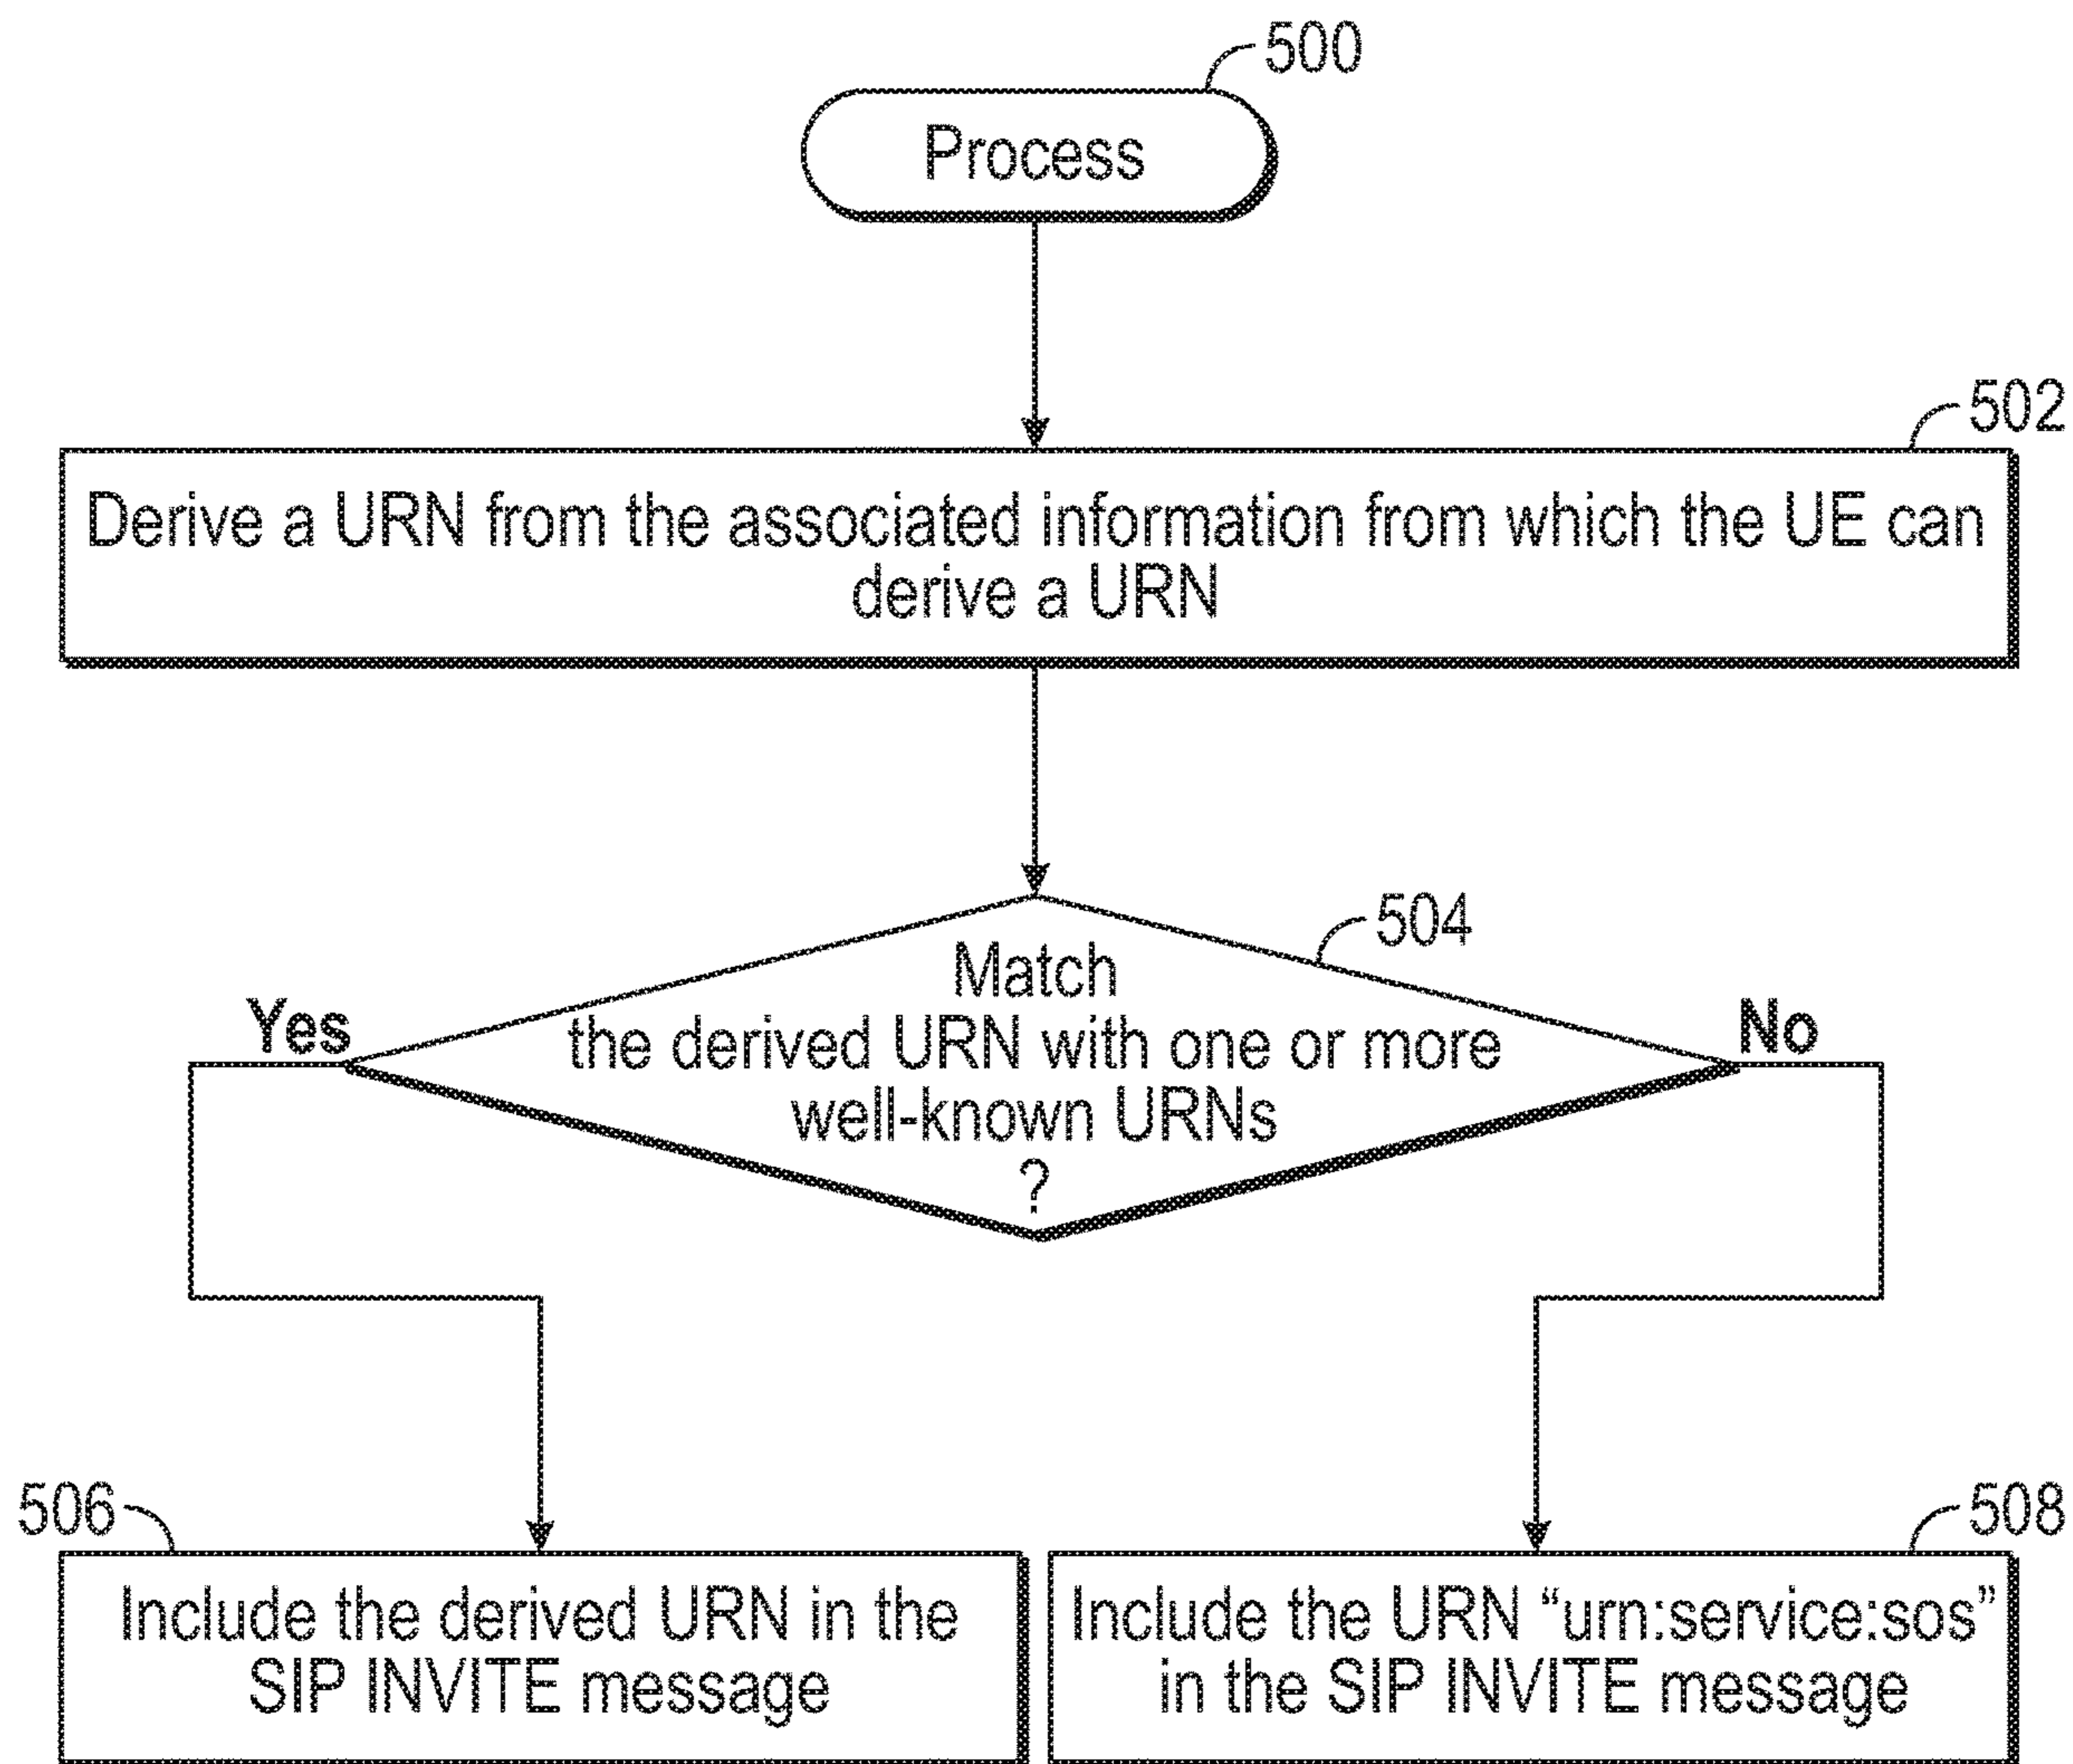 500
Process
502
Derive a URN from the associated information from which the UE can
derive a URN
504
Match
the derived URN with one or more
well-known URNs
?
Yes
No
506
Include the derived URN in the
SIP INVITE message
508
Include the URN “urn:service:sos”
in the SIP INVITE message